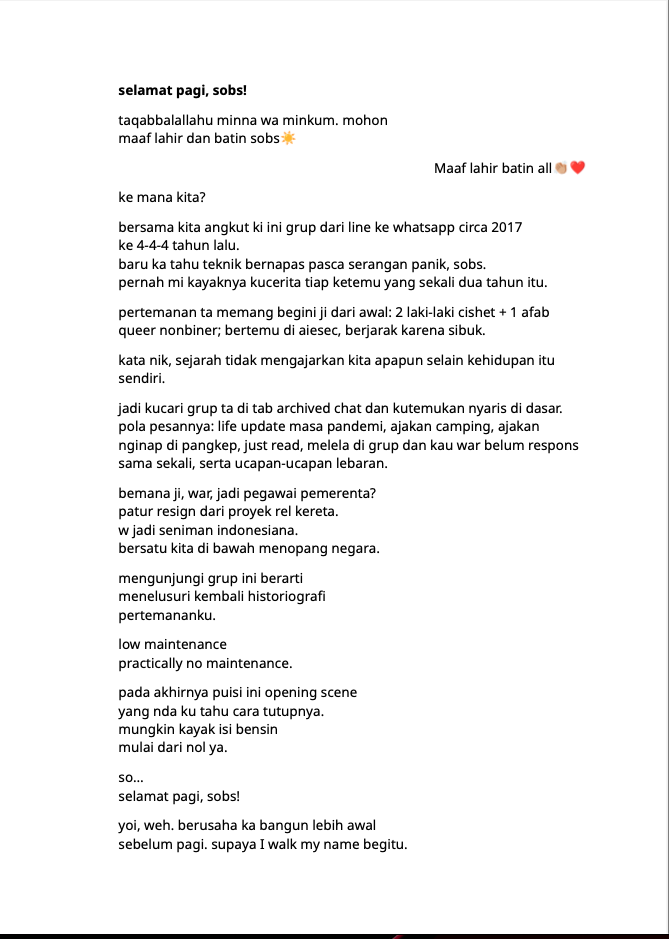 selamat pagi, sobs!
taqabbalallahu minna wa minkum. mohon
maaf lahir dan batin sobs☀️
Maaf lahir batin all👏🏼❤️
ke mana kita?
bersama kita angkut ki ini grup dari line ke whatsapp circa 2017
ke 4-4-4 tahun lalu.
baru ka tahu teknik bernapas pasca serangan panik, sobs.
pernah mi kayaknya kucerita tiap ketemu yang sekali dua tahun itu.
pertemanan ta memang begini ji dari awal: 2 laki-laki cishet + 1 afab
queer nonbiner; bertemu di aiesec, berjarak karena sibuk.
kata nik, sejarah tidak mengajarkan kita apapun selain kehidupan itu
sendiri.
jadi kucari grup ta di tab archived chat dan kutemukan nyaris di dasar.
pola pesannya: life update masa pandemi, ajakan camping, ajakan
nginap di pangkep, just read, melela di grup dan kau war belum respons
sama sekali, serta ucapan-ucapan lebaran.
bemana ji, war, jadi pegawai pemerenta?
patur resign dari proyek rel kereta.
w jadi seniman indonesiana.
bersatu kita di bawah menopang negara.
mengunjungi grup ini berarti
menelusuri kembali historiografi
pertemananku.
low maintenance
practically no maintenance.
pada akhirnya puisi ini opening scene
yang nda ku tahu cara tutupnya.
mungkin kayak isi bensin
mulai dari nol ya.
so...
selamat pagi, sobs!
yoi, weh. berusaha ka bangun lebih awal
sebelum pagi. supaya I walk my name begitu.